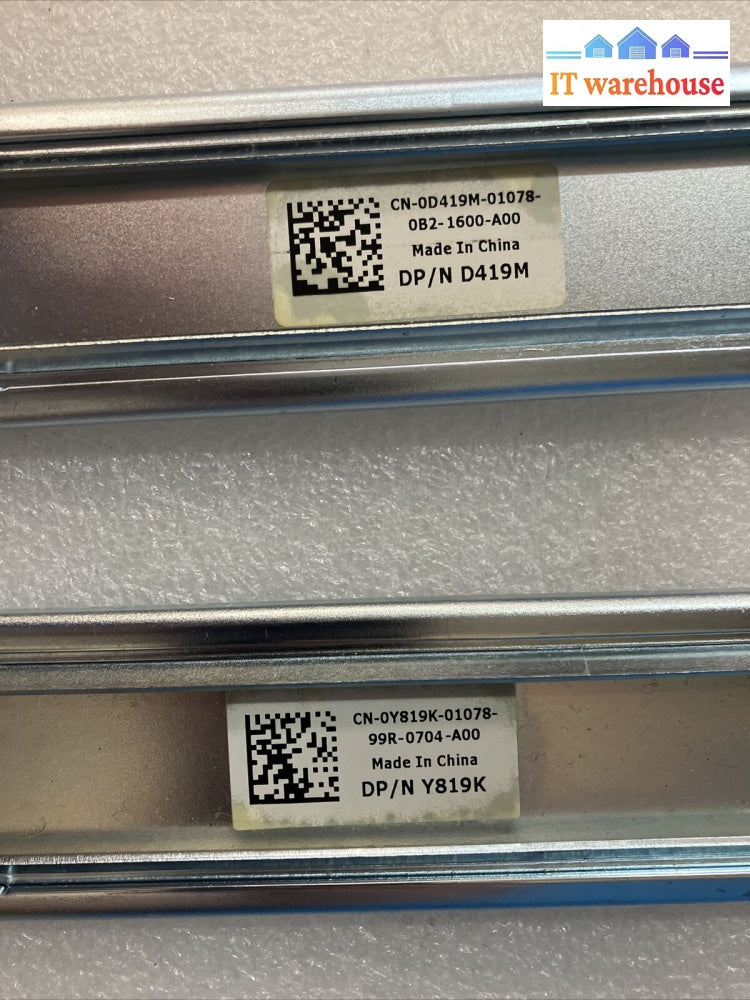 IT warehouse
CN-0D419M-01078-
0B2-1600-A00
Made In China
DP/N D419M
CN-0Y819K-01078-
99R-0704-A00
Made In China
DP/N Y819K